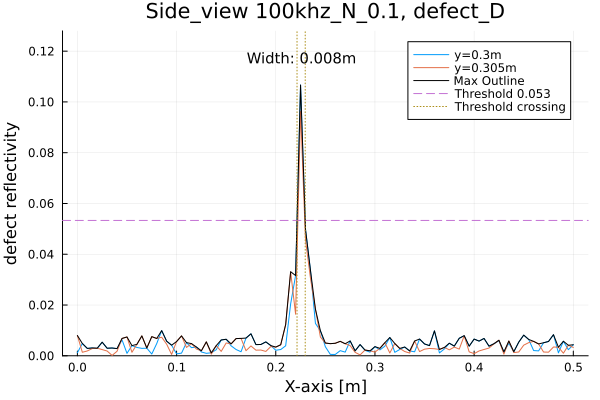 Side_view 100khz_N_0.1, defect_D
Width: 0.008m
y=0.3m
y=0.305m
Max Outline
Threshold 0.053
Threshold crossing
defect reflectivity
0.12
0.10
0.08
0.06
0.04
0.02
0.00
0.0 0.1 0.2 0.3 0.4 0.5
X-axis [m]